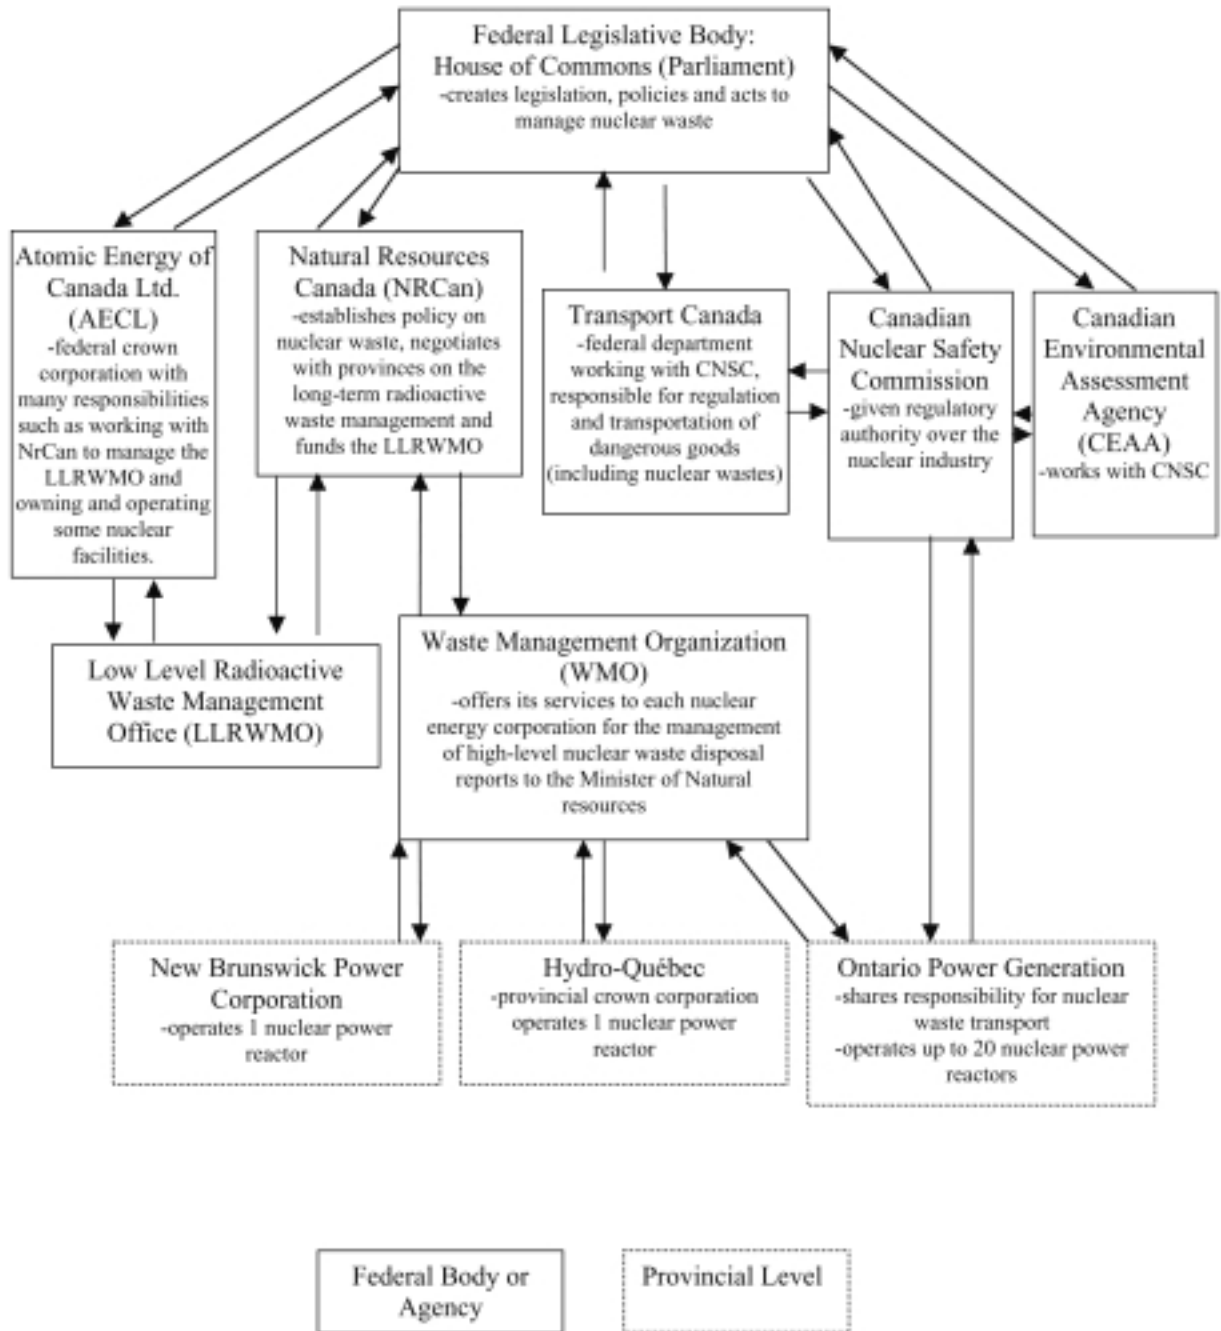 Federal Legislative Body:
House of Commons (Parliament)
-creates legislation, policies and acts to
manage nuclear waste
Atomic Energy of
Canada Ltd.
(AECL)
-federal crown
corporation with
many responsibilities
such as working with
NrCan to manage the
LLRWMO and
owning and operating
some nuclear
facilities.
Natural Resources
Canada (NRCan)
-establishes policy on
nuclear waste, negotiates
with provinces on the
long-term radioactive
waste management and
funds the LLRWMO
Transport Canada
-federal department
working with CNSC,
responsible for regulation
and transportation of
dangerous goods
(including nuclear wastes)
Canadian
Nuclear Safety
Commission
-given regulatory
authority over the
nuclear industry
Canadian
Environmental
Assessment
Agency
(CEAA)
-works with CNSC
Low Level Radioactive
Waste Management
Office (LLRWMO)
Waste Management Organization
(WMO)
-offers its services to each nuclear
energy corporation for the management
of high-level nuclear waste disposal
reports to the Minister of Natural
resources
New Brunswick Power
Corporation
-operates 1 nuclear power
reactor
Hydro-Québec
-provincial crown corporation
operates 1 nuclear power
reactor
Ontario Power Generation
-shares responsibility for nuclear
waste transport
-operates up to 20 nuclear power
reactors
Federal Body or
Agency
Provincial Level